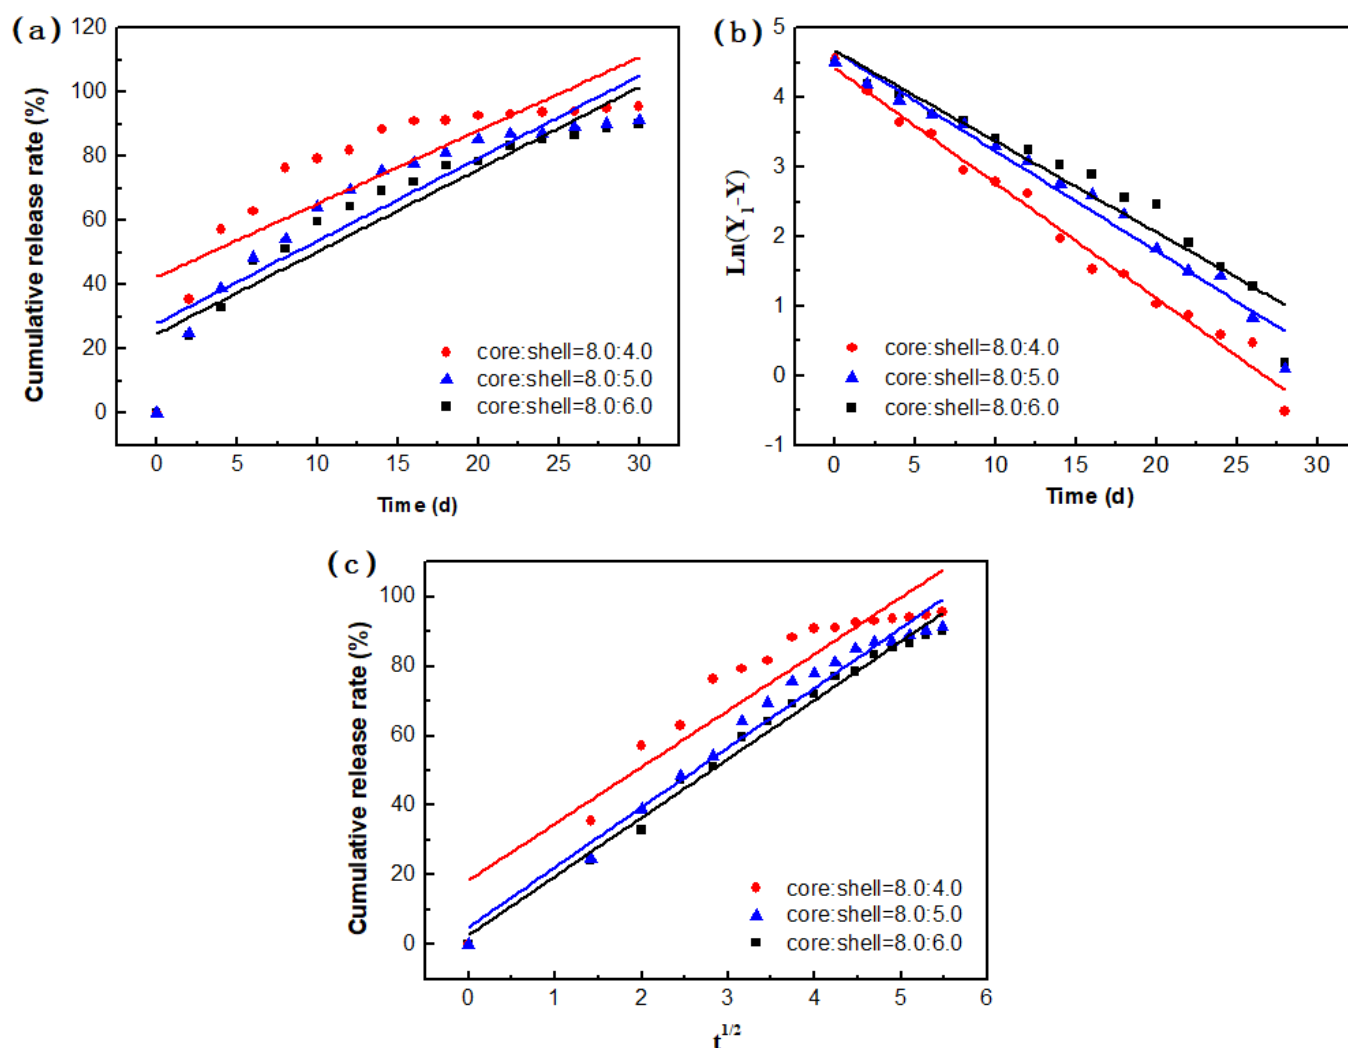 (a)
120
100
80
60
40
20
0
Cumulative release rate (%)
core:shell=8.0:4.0
core:shell=8.0:5.0
core:shell=8.0:6.0
0 5 10 15 20 25 30
Time (d)
(b)
5
4
3
2
1
0
-1
Ln(Y₁-Y)
core:shell=8.0:4.0
core:shell=8.0:5.0
core:shell=8.0:6.0
0 5 10 15 20 25 30
Time (d)
(c)
100
80
60
40
20
0
Cumulative release rate (%)
core:shell=8.0:4.0
core:shell=8.0:5.0
core:shell=8.0:6.0
0 1 2 3 4 5 6
t^1/2